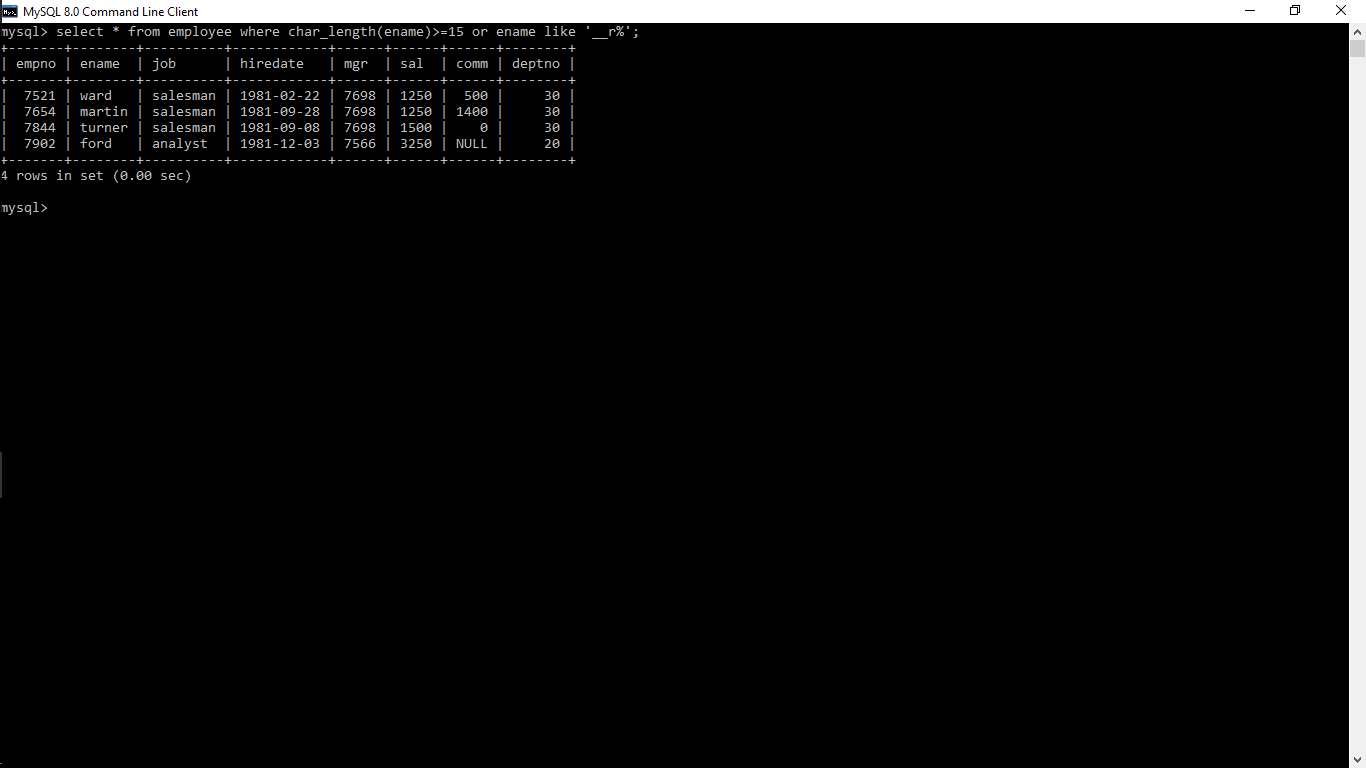 MySQL 8.0 Command Line Client
mysql> select * from employee where char_length(ename)>=15 or ename like '__r%';
+-------+--------+----------+------------+------+------+------+--------+
| empno | ename  | job      | hiredate   | mgr  | sal  | comm | deptno |
+-------+--------+----------+------------+------+------+------+--------+
|  7521 | ward   | salesman | 1981-02-22 | 7698 | 1250 |  500 |     30 |
|  7654 | martin | salesman | 1981-09-28 | 7698 | 1250 | 1400 |     30 |
|  7844 | turner | salesman | 1981-09-08 | 7698 | 1500 |    0 |     30 |
|  7902 | ford   | analyst  | 1981-12-03 | 7566 | 3250 | NULL |     20 |
+-------+--------+----------+------------+------+------+------+--------+
4 rows in set (0.00 sec)
mysql>